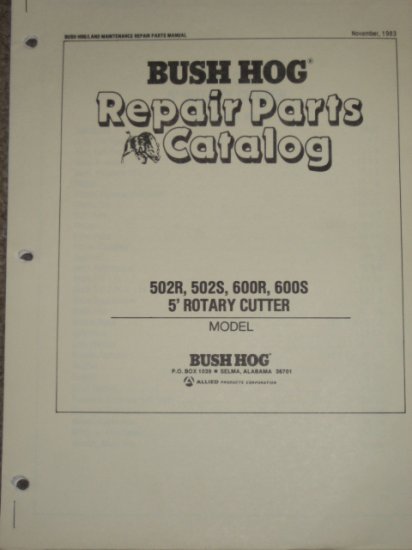 BUSH HOG® AND MAINTENANCE REPAIR PARTS MANUAL
November, 1983
BUSH HOG®
Repair Parts
Catalog
502R, 502S, 600R, 600S
5' ROTARY CUTTER
MODEL
BUSH HOG®
P.O. BOX 1039 ● SELMA, ALABAMA 36701
ALLIED PRODUCTS CORPORATION